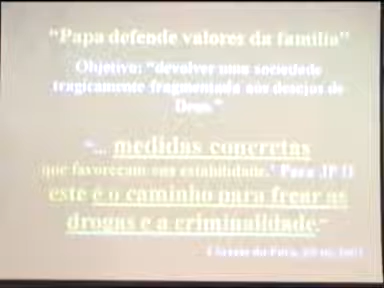 “Papa defende valores da família”
Objetivo: “devolver uma sociedade
tragicamente fragmentada aos desejos de
Deus.”
“... medidas concretas
que favoreçam sua estabilidade.” Papa JP II
este é o caminho para frear as
drogas e a criminalidade.”